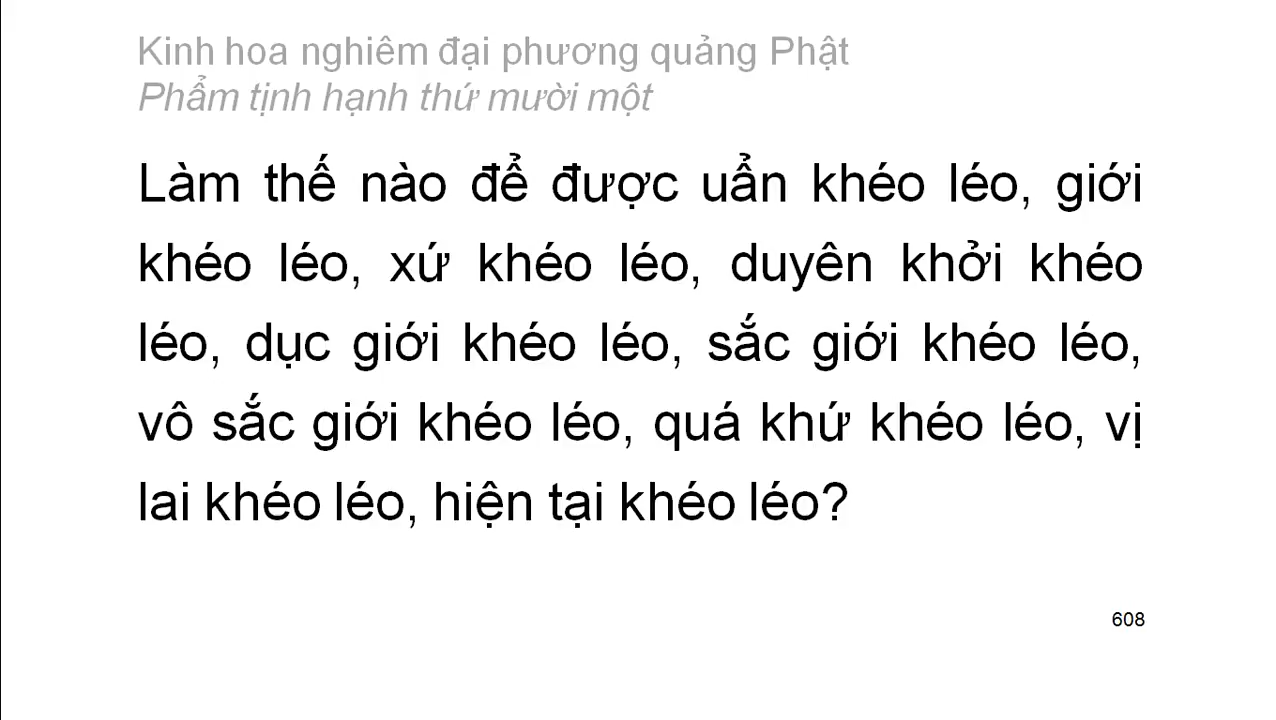 Kinh hoa nghiêm đại phương quảng Phật
Phẩm tịnh hạnh thứ mười một
Làm thế nào để được uẩn khéo léo, giới
khéo léo, xứ khéo léo, duyên khởi khéo
léo, dục giới khéo léo, sắc giới khéo léo,
vô sắc giới khéo léo, quá khứ khéo léo, vị
lai khéo léo, hiện tại khéo léo?
608